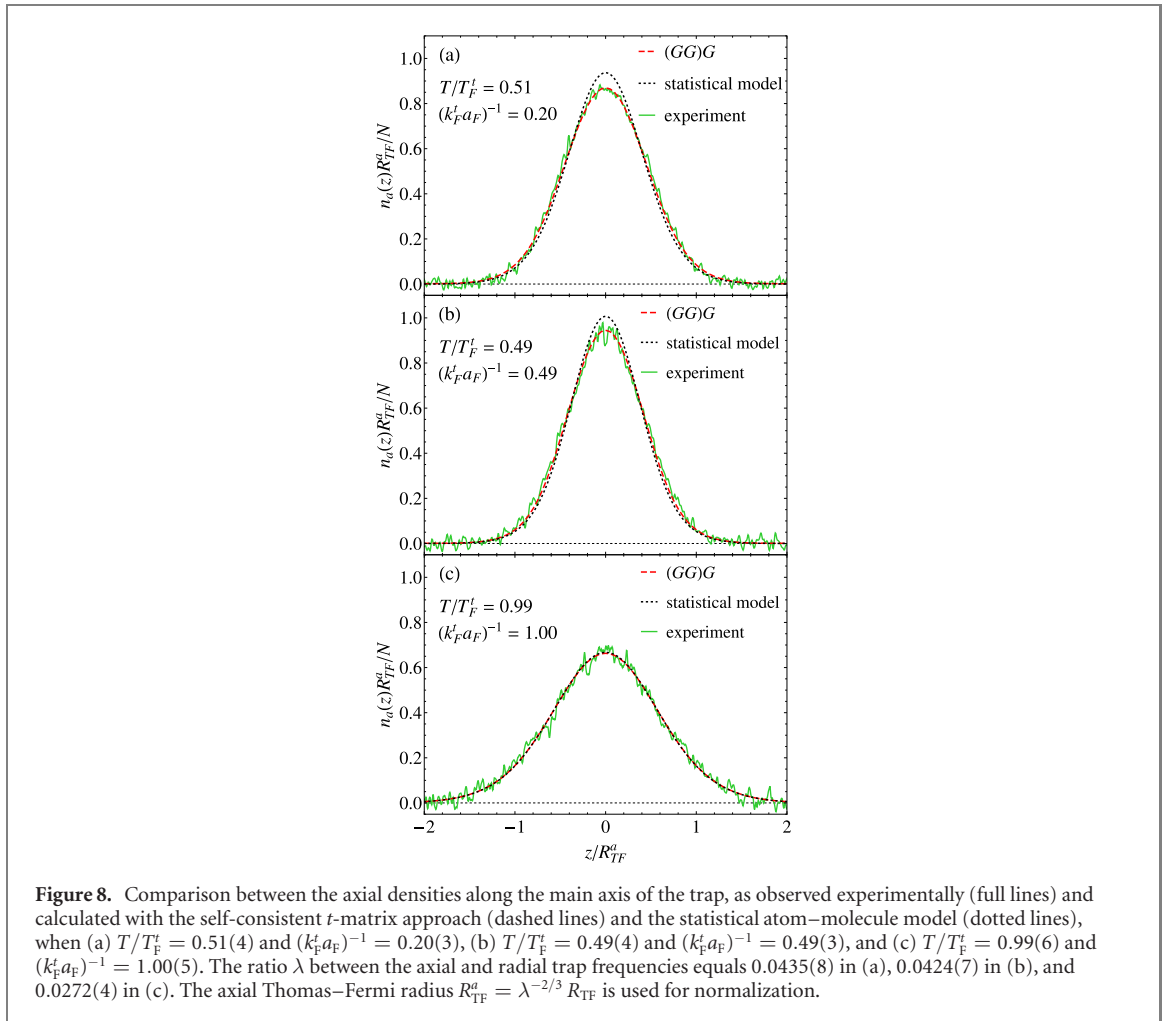 (a)
T/T_F^t = 0.51
(k_F^t a_F)^{-1} = 0.20
(GG)G
statistical model
experiment
n_a(z)R_{TF}^a/N
1.0
0.8
0.6
0.4
0.2
0.0
(b)
T/T_F^t = 0.49
(k_F^t a_F)^{-1} = 0.49
(GG)G
statistical model
experiment
n_a(z)R_{TF}^a/N
1.0
0.8
0.6
0.4
0.2
0.0
(c)
T/T_F^t = 0.99
(k_F^t a_F)^{-1} = 1.00
(GG)G
statistical model
experiment
n_a(z)R_{TF}^a/N
1.0
0.8
0.6
0.4
0.2
0.0
−2 −1 0 1 2
z/R_{TF}^a
Figure 8. Comparison between the axial densities along the main axis of the trap, as observed experimentally (full lines) and
calculated with the self-consistent t-matrix approach (dashed lines) and the statistical atom–molecule model (dotted lines),
when (a) T/T_F^t = 0.51(4) and (k_F^t a_F)^{−1} = 0.20(3), (b) T/T_F^t = 0.49(4) and (k_F^t a_F)^{−1} = 0.49(3), and (c) T/T_F^t = 0.99(6) and
(k_F^t a_F)^{−1} = 1.00(5). The ratio λ between the axial and radial trap frequencies equals 0.0435(8) in (a), 0.0424(7) in (b), and
0.0272(4) in (c). The axial Thomas–Fermi radius R_{TF}^a = λ^{−2/3} R_{TF} is used for normalization.